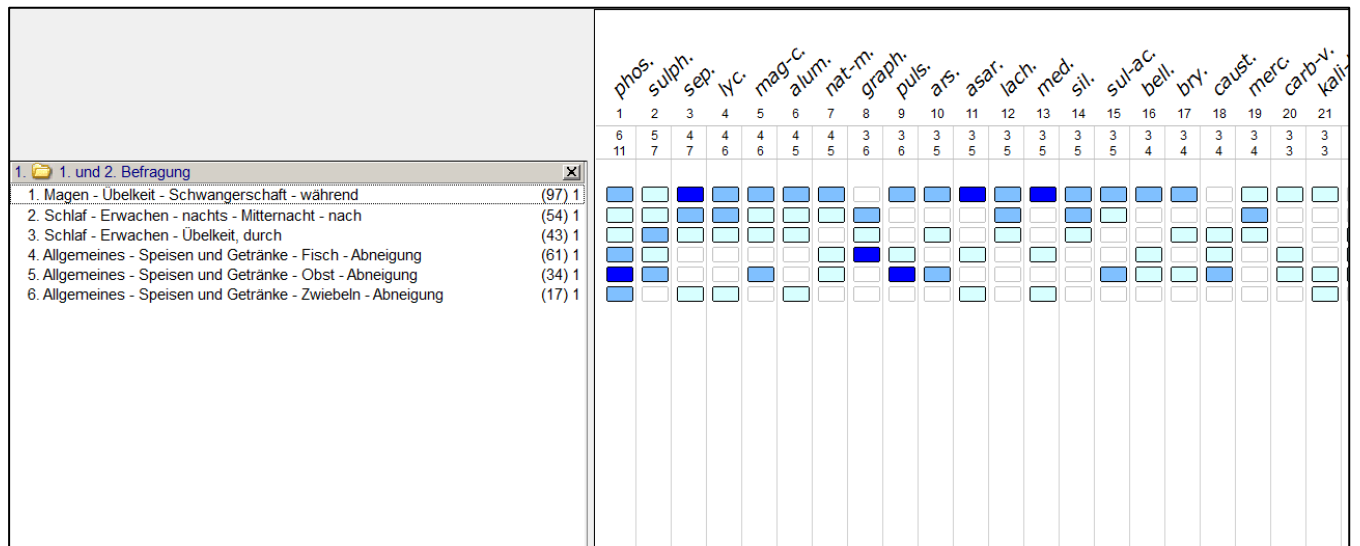 phos. sulph. sep. lyc. mag-c. alum. nat-m. graph. puls. ars. asar. lach. med. sil. sul-ac. bell. bry. caust. merc. carb-v. kali-
1 2 3 4 5 6 7 8 9 10 11 12 13 14 15 16 17 18 19 20 21
6 5 4 4 4 4 4 3 3 3 3 3 3 3 3 3 3 3 3 3 3
11 7 7 6 6 5 5 6 6 5 5 5 5 5 5 4 4 4 4 3 3
1. 1. und 2. Befragung X
1. Magen - Übelkeit - Schwangerschaft - während (97) 1
2. Schlaf - Erwachen - nachts - Mitternacht - nach (54) 1
3. Schlaf - Erwachen - Übelkeit, durch (43) 1
4. Allgemeines - Speisen und Getränke - Fisch - Abneigung (61) 1
5. Allgemeines - Speisen und Getränke - Obst - Abneigung (34) 1
6. Allgemeines - Speisen und Getränke - Zwiebeln - Abneigung (17) 1